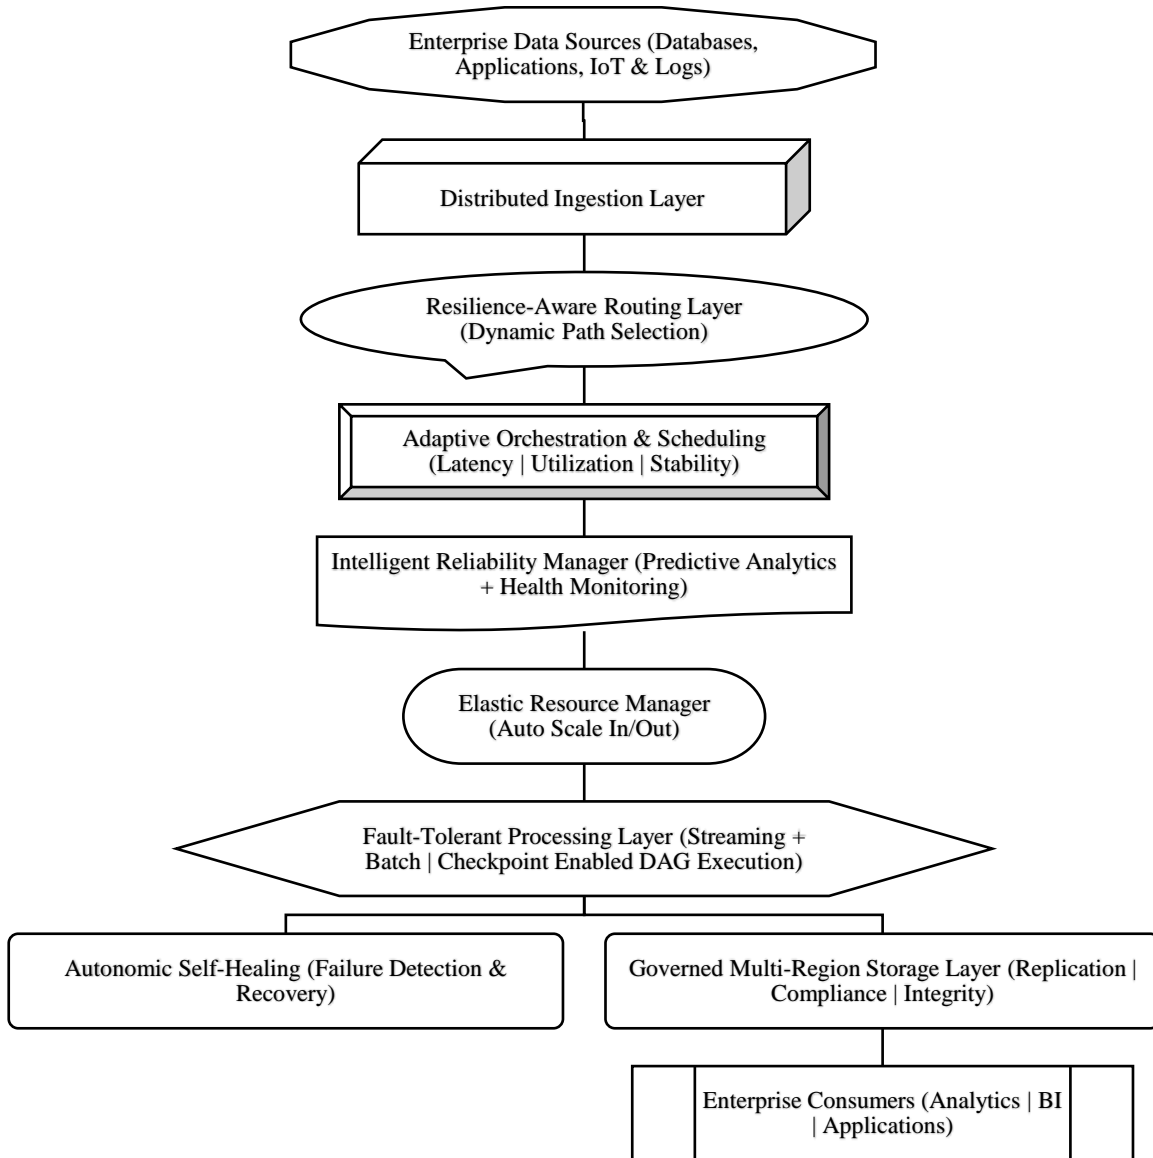 Enterprise Data Sources (Databases,
Applications, IoT & Logs)
Distributed Ingestion Layer
Resilience-Aware Routing Layer
(Dynamic Path Selection)
Adaptive Orchestration & Scheduling
(Latency | Utilization | Stability)
Intelligent Reliability Manager (Predictive Analytics
+ Health Monitoring)
Elastic Resource Manager
(Auto Scale In/Out)
Fault-Tolerant Processing Layer (Streaming +
Batch | Checkpoint Enabled DAG Execution)
Autonomic Self-Healing (Failure Detection &
Recovery)
Governed Multi-Region Storage Layer (Replication |
Compliance | Integrity)
Enterprise Consumers (Analytics | BI
| Applications)